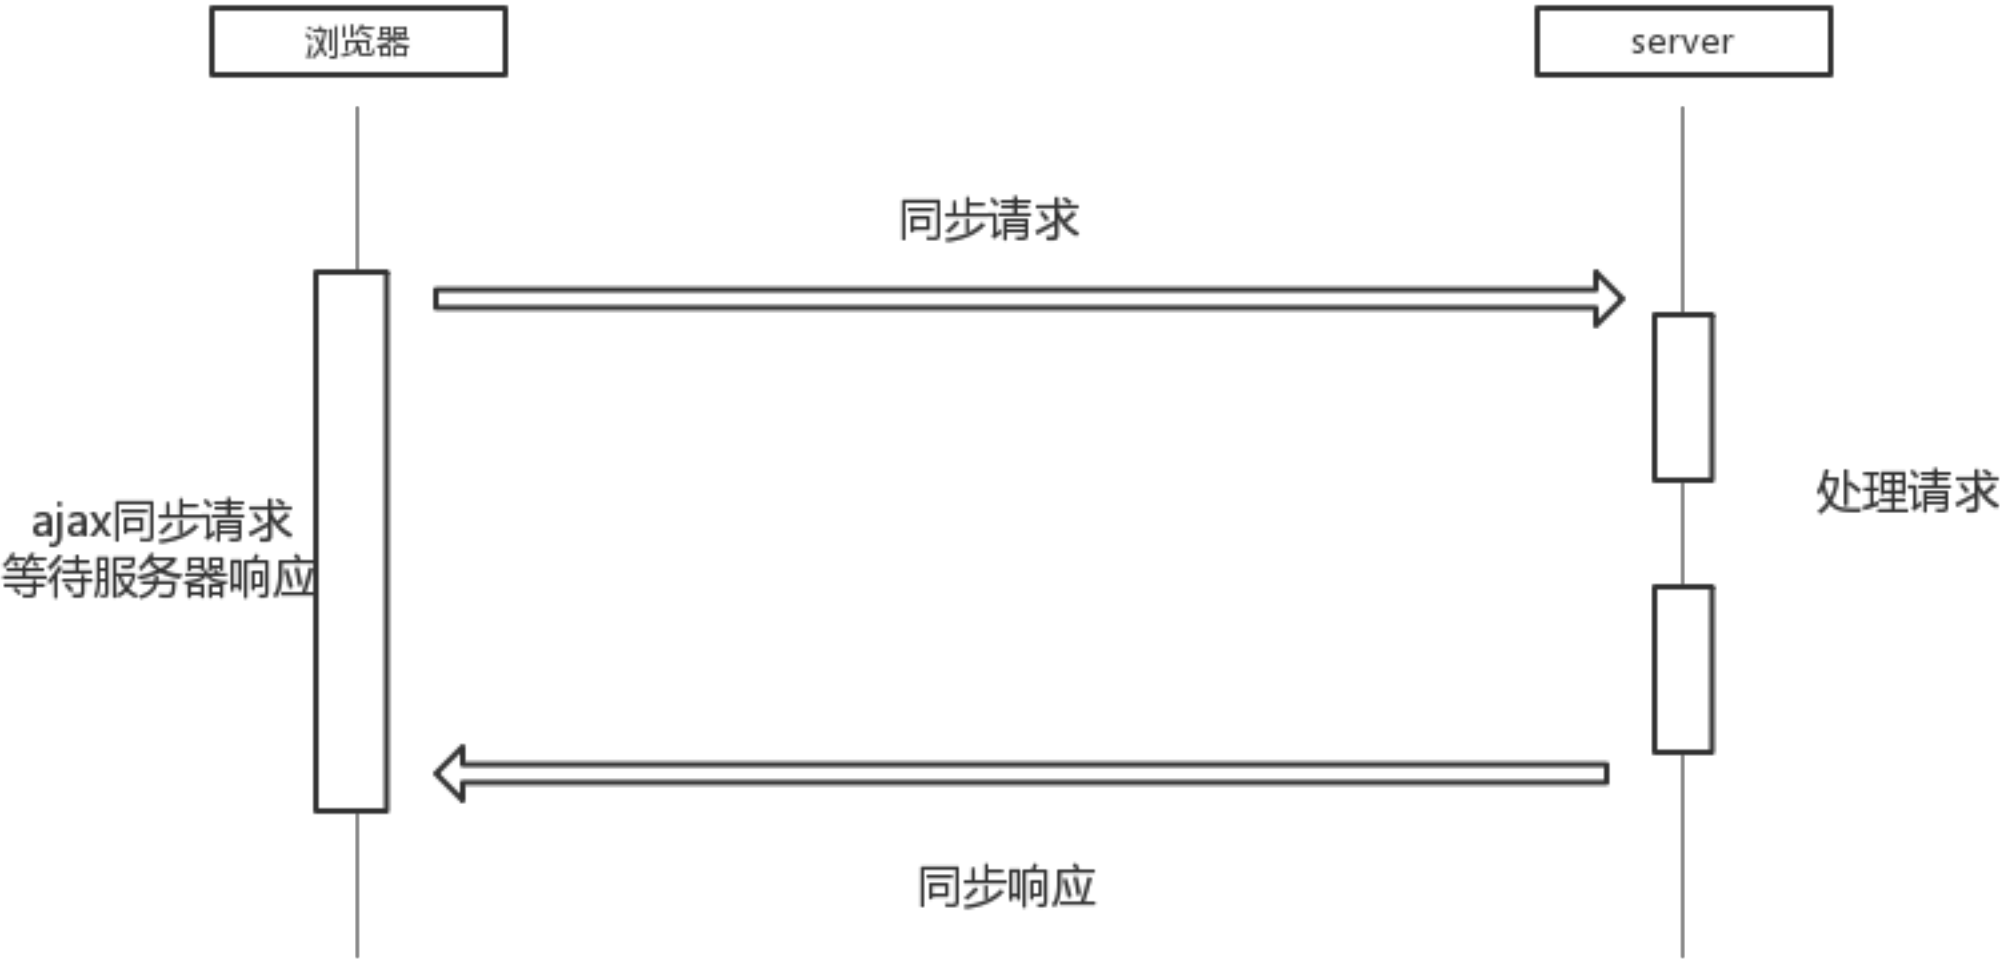 浏览器
server
同步请求
处理请求
ajax同步请求
等待服务器响应
同步响应